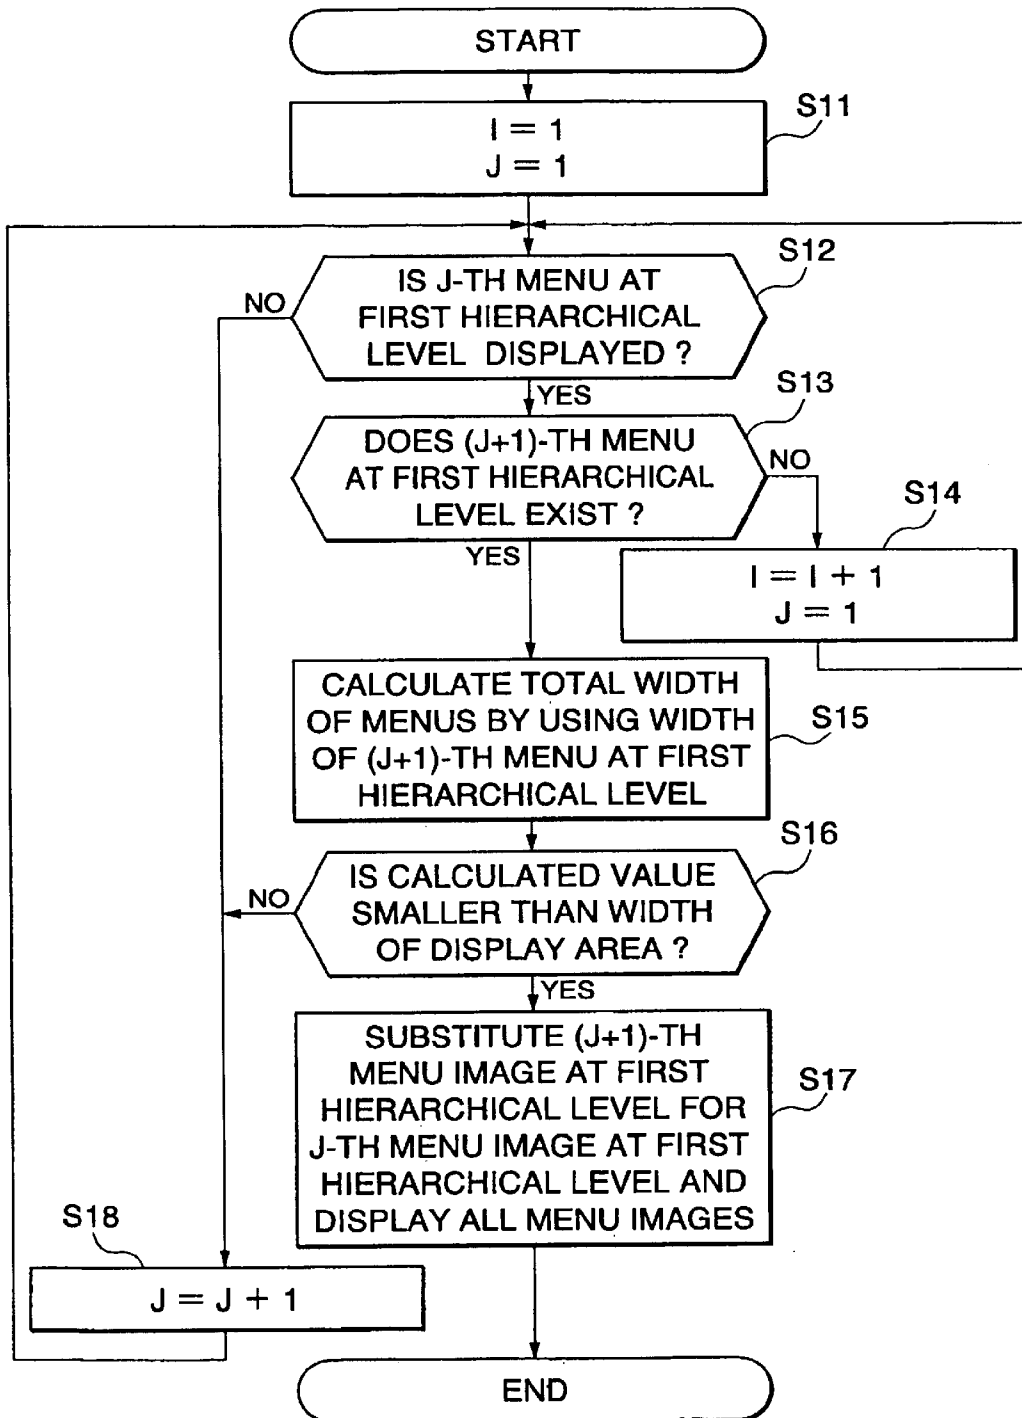 START
S11
I = 1
J = 1
S12
IS J-TH MENU AT
FIRST HIERARCHICAL
LEVEL DISPLAYED ?
NO
YES
S13
DOES (J+1)-TH MENU
AT FIRST HIERARCHICAL
LEVEL EXIST ?
NO
YES
S14
I = I + 1
J = 1
CALCULATE TOTAL WIDTH
OF MENUS BY USING WIDTH
OF (J+1)-TH MENU AT FIRST
HIERARCHICAL LEVEL
S15
S16
IS CALCULATED VALUE
SMALLER THAN WIDTH
OF DISPLAY AREA ?
NO
YES
SUBSTITUTE (J+1)-TH
MENU IMAGE AT FIRST
HIERARCHICAL LEVEL FOR
J-TH MENU IMAGE AT FIRST
HIERARCHICAL LEVEL AND
DISPLAY ALL MENU IMAGES
S17
S18
J = J + 1
END